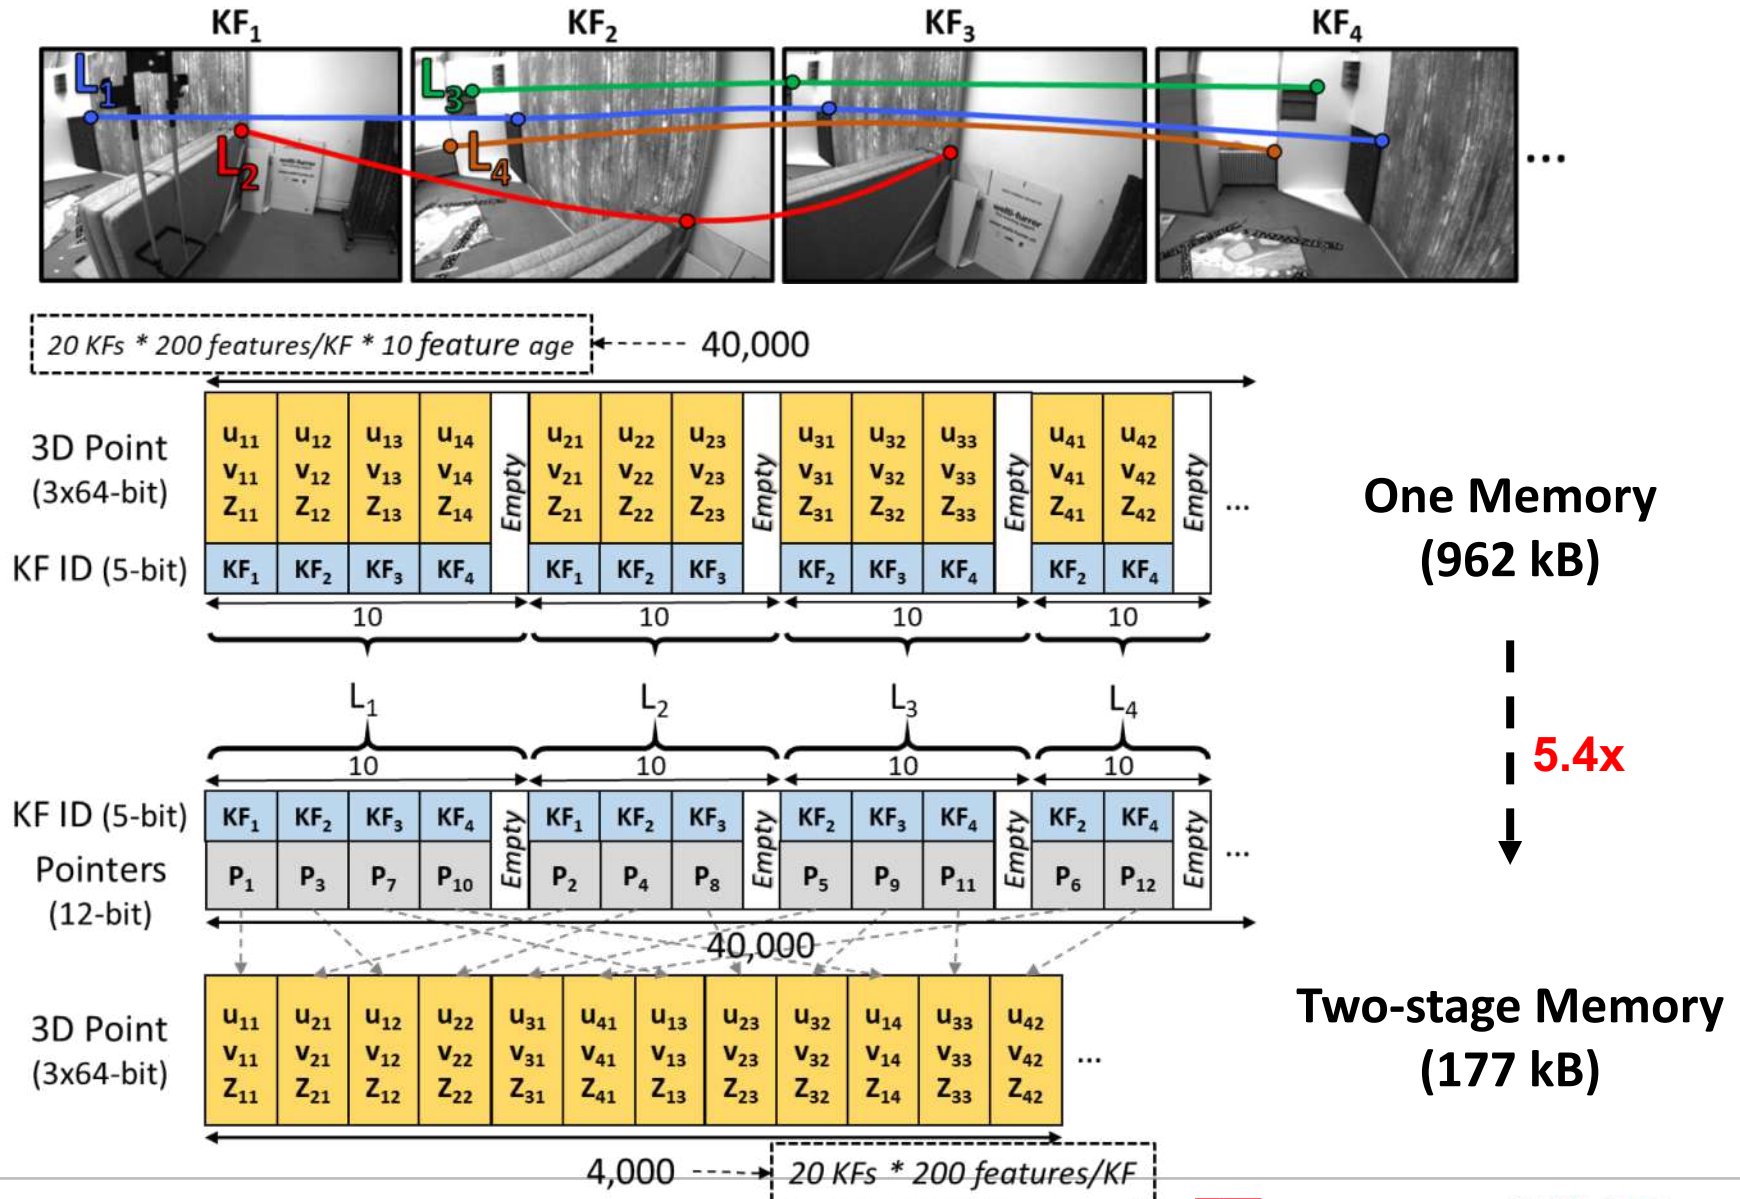 KF1 KF2 KF3 KF4
L1 L2 L3 L4
...
20 KFs * 200 features/KF * 10 feature age 40,000
3D Point
(3x64-bit)
u11 u12 u13 u14 u21 u22 u23 u31 u32 u33 u41 u42
v11 v12 v13 v14 v21 v22 v23 v31 v32 v33 v41 v42
Z11 Z12 Z13 Z14 Z21 Z22 Z23 Z31 Z32 Z33 Z41 Z42
Empty Empty Empty Empty ...
KF ID (5-bit) KF1 KF2 KF3 KF4 KF1 KF2 KF3 KF2 KF3 KF4 KF2 KF4
10 10 10 10
One Memory
(962 kB)
5.4x
L1 L2 L3 L4
10 10 10 10
KF ID (5-bit) KF1 KF2 KF3 KF4 KF1 KF2 KF3 KF2 KF3 KF4 KF2 KF4
Pointers
(12-bit)
P1 P3 P7 P10 P2 P4 P8 P5 P9 P11 P6 P12
Empty Empty Empty Empty ...
40,000
3D Point
(3x64-bit)
u11 u21 u12 u22 u31 u41 u13 u23 u32 u14 u33 u42
v11 v21 v12 v22 v31 v41 v13 v23 v32 v14 v33 v42
Z11 Z21 Z12 Z22 Z31 Z41 Z13 Z23 Z32 Z14 Z33 Z42
...
Two-stage Memory
(177 kB)
4,000 20 KFs * 200 features/KF